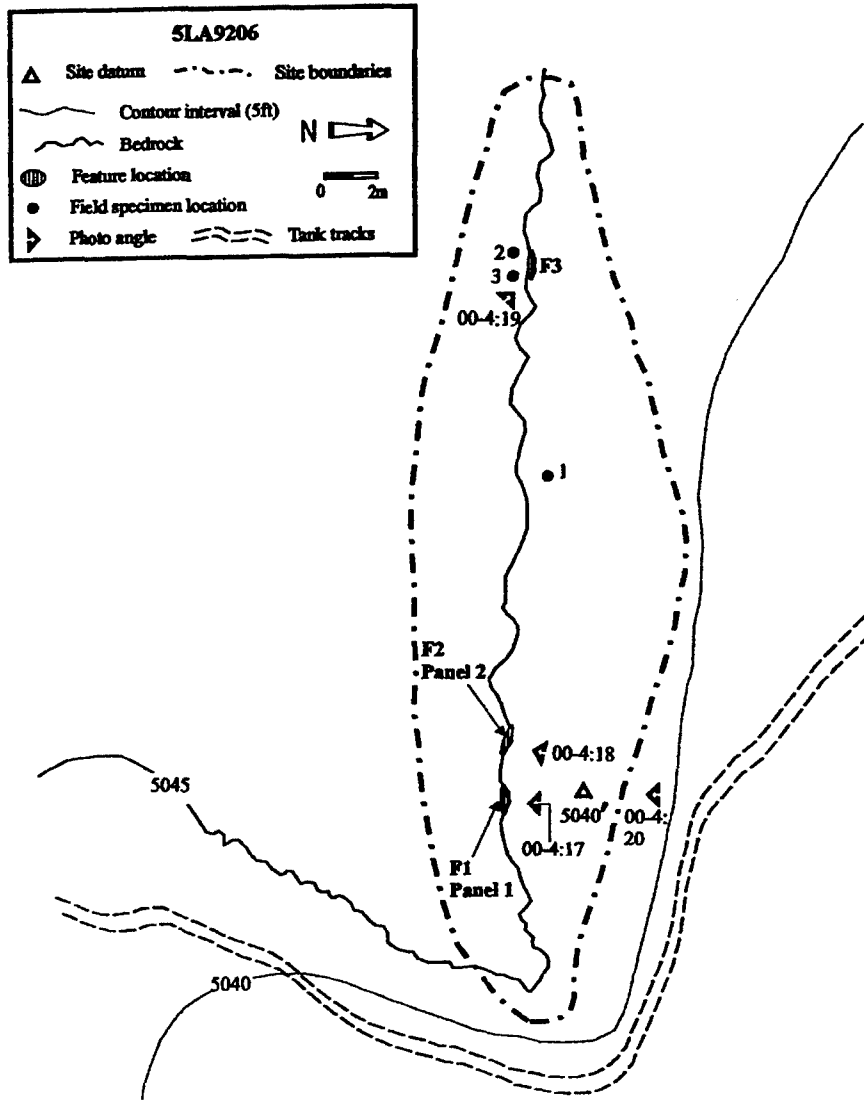 5LA9206
Site datum Site boundaries
Contour interval (5ft)
N
Bedrock
Feature location
0 2m
Field specimen location
Photo angle Tank tracks
2
3
F3
00-4:19
1
F2
Panel 2
00-4:18
5045
5040
00-4:
20
00-4:17
F1
Panel 1
5040